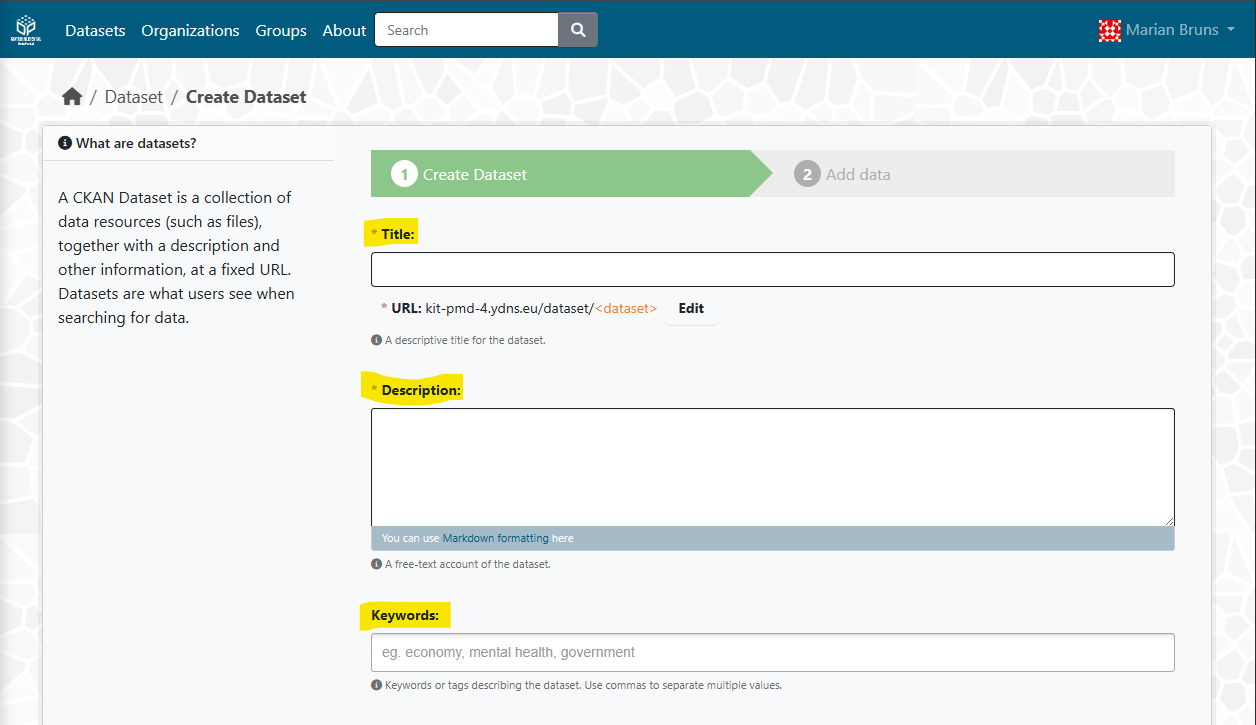 Datasets Organizations Groups About Search Marian Bruns
/ Dataset / Create Dataset
What are datasets?
A CKAN Dataset is a collection of
data resources (such as files),
together with a description and
other information, at a fixed URL.
Datasets are what users see when
searching for data.
1 Create Dataset 2 Add data
* Title:
* URL: kit-pmd-4.ydns.eu/dataset/<dataset> Edit
A descriptive title for the dataset.
* Description:
You can use Markdown formatting here
A free-text account of the dataset.
Keywords:
eg. economy, mental health, government
Keywords or tags describing the dataset. Use commas to separate multiple values.